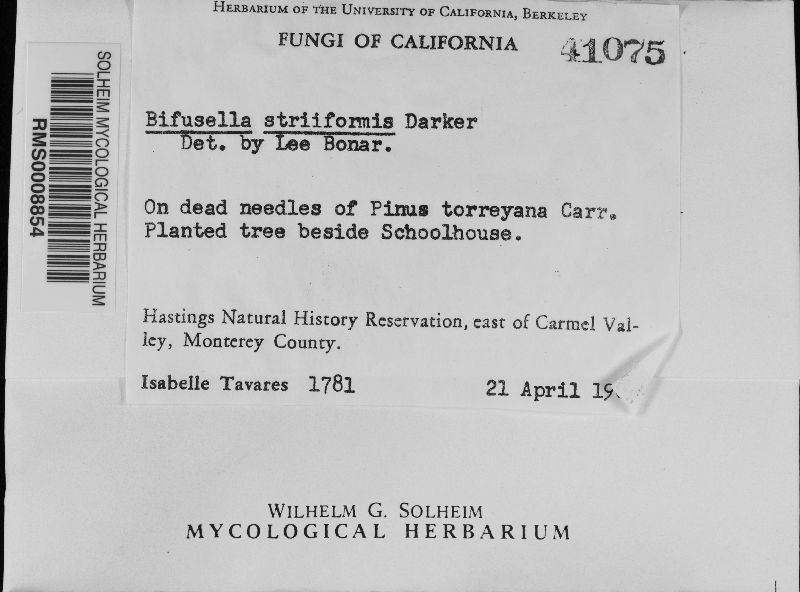 HERBARIUM OF THE UNIVERSITY OF CALIFORNIA, BERKELEY
FUNGI OF CALIFORNIA 41075
Bifusella striiformis Darker
Det. by Lee Bonar.
On dead needles of Pinus torreyana Carr.
Planted tree beside Schoolhouse.
Hastings Natural History Reservation, east of Carmel Val-
ley, Monterey County.
Isabelle Tavares 1781 21 April
SOLHEIM MYCOLOGICAL HERBARIUM
RMS0008854
WILHELM G. SOLHEIM
MYCOLOGICAL HERBARIUM